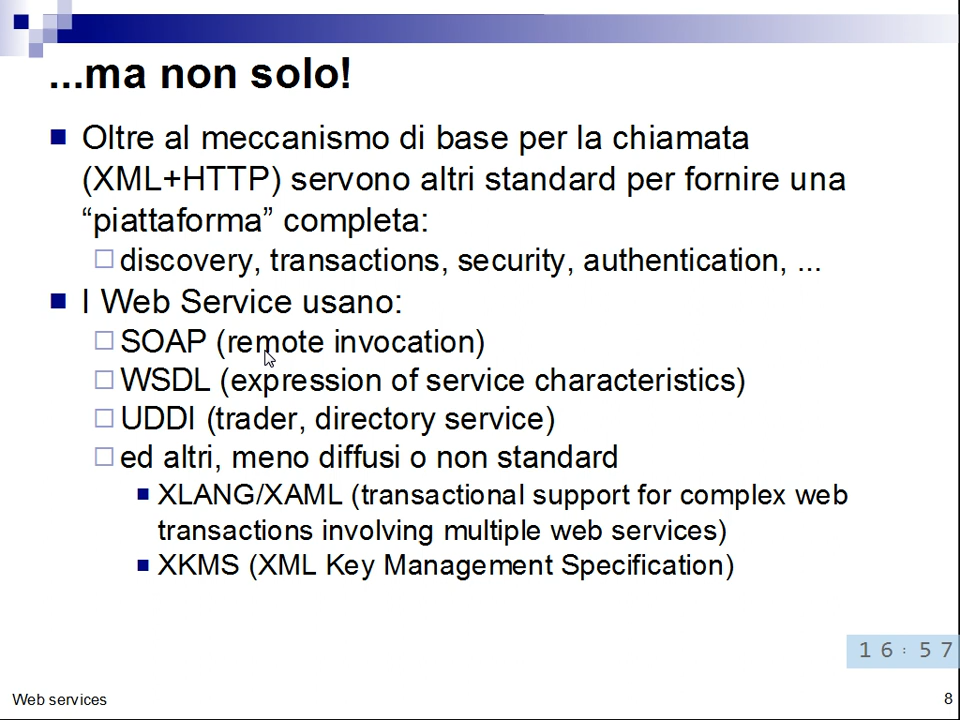 ...ma non solo!
Oltre al meccanismo di base per la chiamata
(XML+HTTP) servono altri standard per fornire una
“piattaforma” completa:
discovery, transactions, security, authentication, ...
I Web Service usano:
SOAP (remote invocation)
WSDL (expression of service characteristics)
UDDI (trader, directory service)
ed altri, meno diffusi o non standard
XLANG/XAML (transactional support for complex web
transactions involving multiple web services)
XKMS (XML Key Management Specification)
16:57
Web services
8